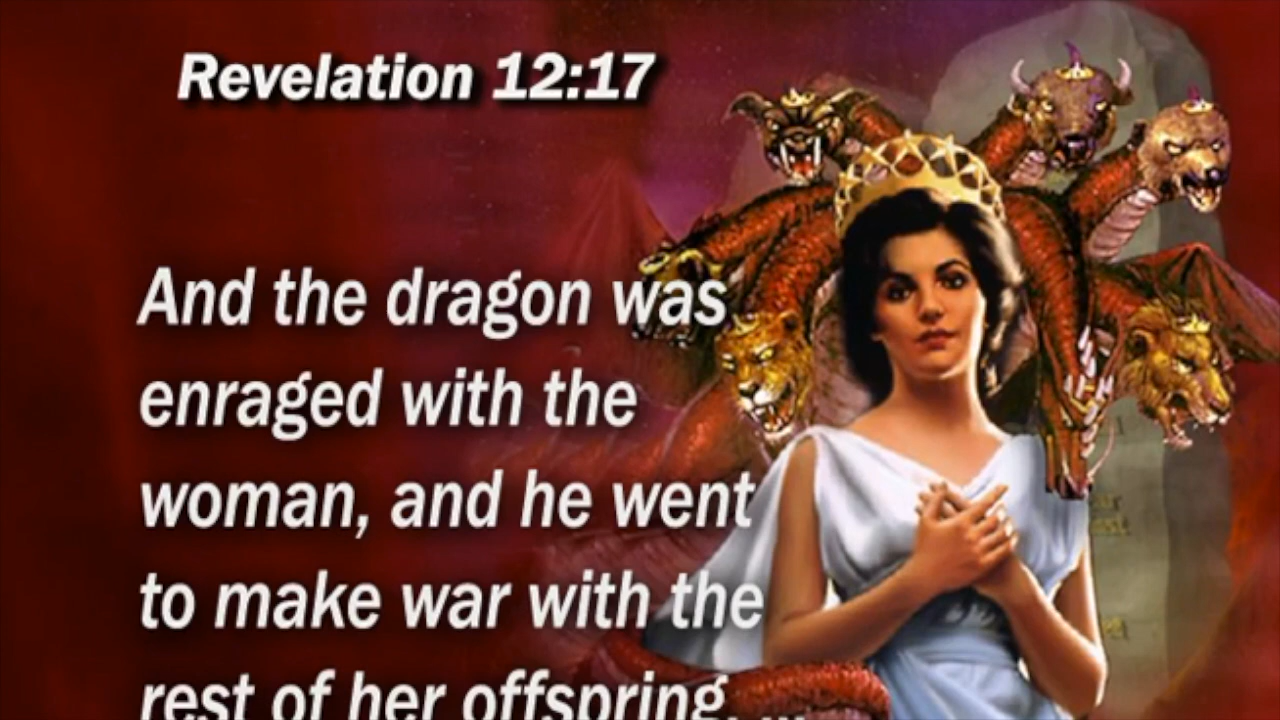 Revelation 12:17
And the dragon was
enraged with the
woman, and he went
to make war with the
rest of her offspring, ...